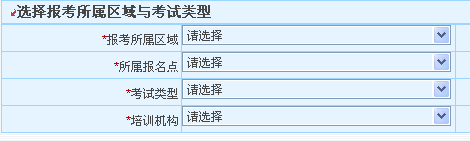 选择报考所属区域与考试类型
*报考所属区域 请选择
*所属报名点 请选择
*考试类型 请选择
*培训机构 请选择